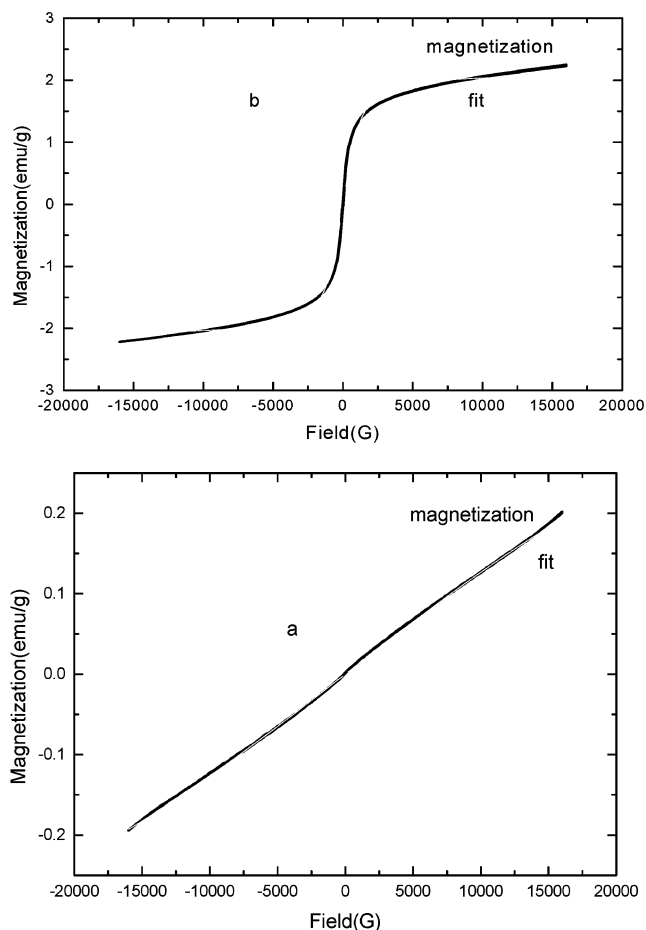 3
magnetization
2
b
fit
1
0
-1
-2
-3
Magnetization(emu/g)
-20000 -15000 -10000 -5000 0 5000 10000 15000 20000
Field(G)
0.2
magnetization
fit
0.1
a
0.0
-0.1
-0.2
Magnetization(emu/g)
-20000 -15000 -10000 -5000 0 5000 10000 15000 20000
Field(G)